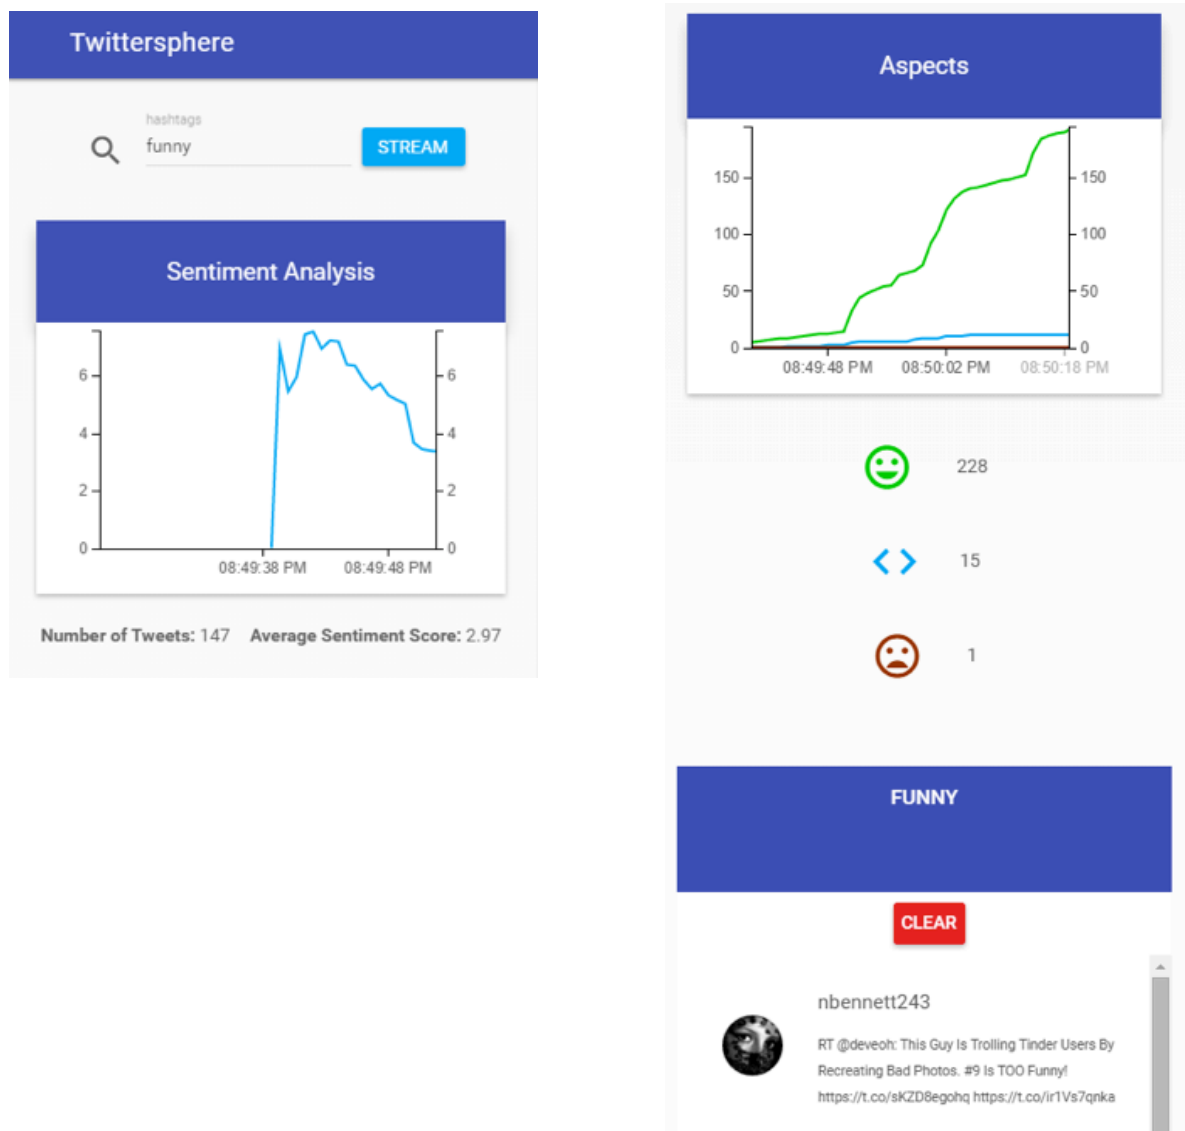 Twittersphere
hashtags
funny
STREAM
Sentiment Analysis
6
4
2
0
6
4
2
0
08:49:38 PM 08:49:48 PM
Number of Tweets: 147 Average Sentiment Score: 2.97
Aspects
150
100
50
0
150
100
50
0
08:49:48 PM 08:50:02 PM 08:50:18 PM
228
15
1
FUNNY
CLEAR
nbennett243
RT @deveoh: This Guy Is Trolling Tinder Users By
Recreating Bad Photos. #9 Is TOO Funny!
https://t.co/sKZD8egohq https://t.co/ir1Vs7qnka